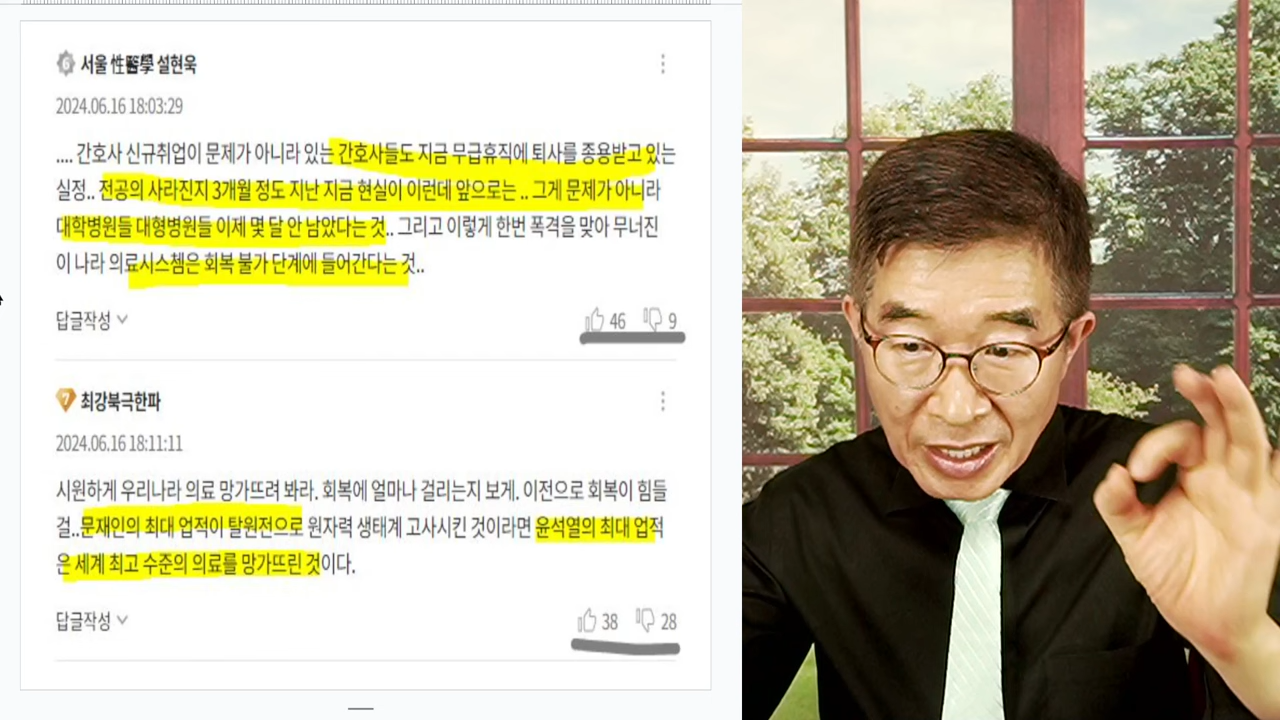 6 서울 性醫學 설현욱
2024.06.16 18:03:29
.... 간호사 신규취업이 문제가 아니라 있는 간호사들도 지금 무급휴직에 퇴사를 종용받고 있는
실정.. 전공의 사라진지 3개월 정도 지난 지금 현실이 이런데 앞으로는 .. 그게 문제가 아니라
대학병원들 대형병원들 이제 몇 달 안 남았다는 것.. 그리고 이렇게 한번 폭격을 맞아 무너진
이 나라 의료시스쳄은 회복 불가 단계에 들어간다는 것..
답글작성
46 9
7 최강북극한파
2024.06.16 18:11:11
시원하게 우리나라 의료 망가뜨려 봐라. 회복에 얼마나 걸리는지 보게. 이전으로 회복이 힘들
걸..문재인의 최대 업적이 탈원전으로 원자력 생태계 고사시킨 것이라면 윤석열의 최대 업적
은 세계 최고 수준의 의료를 망가뜨린 것이다.
답글작성
38 28